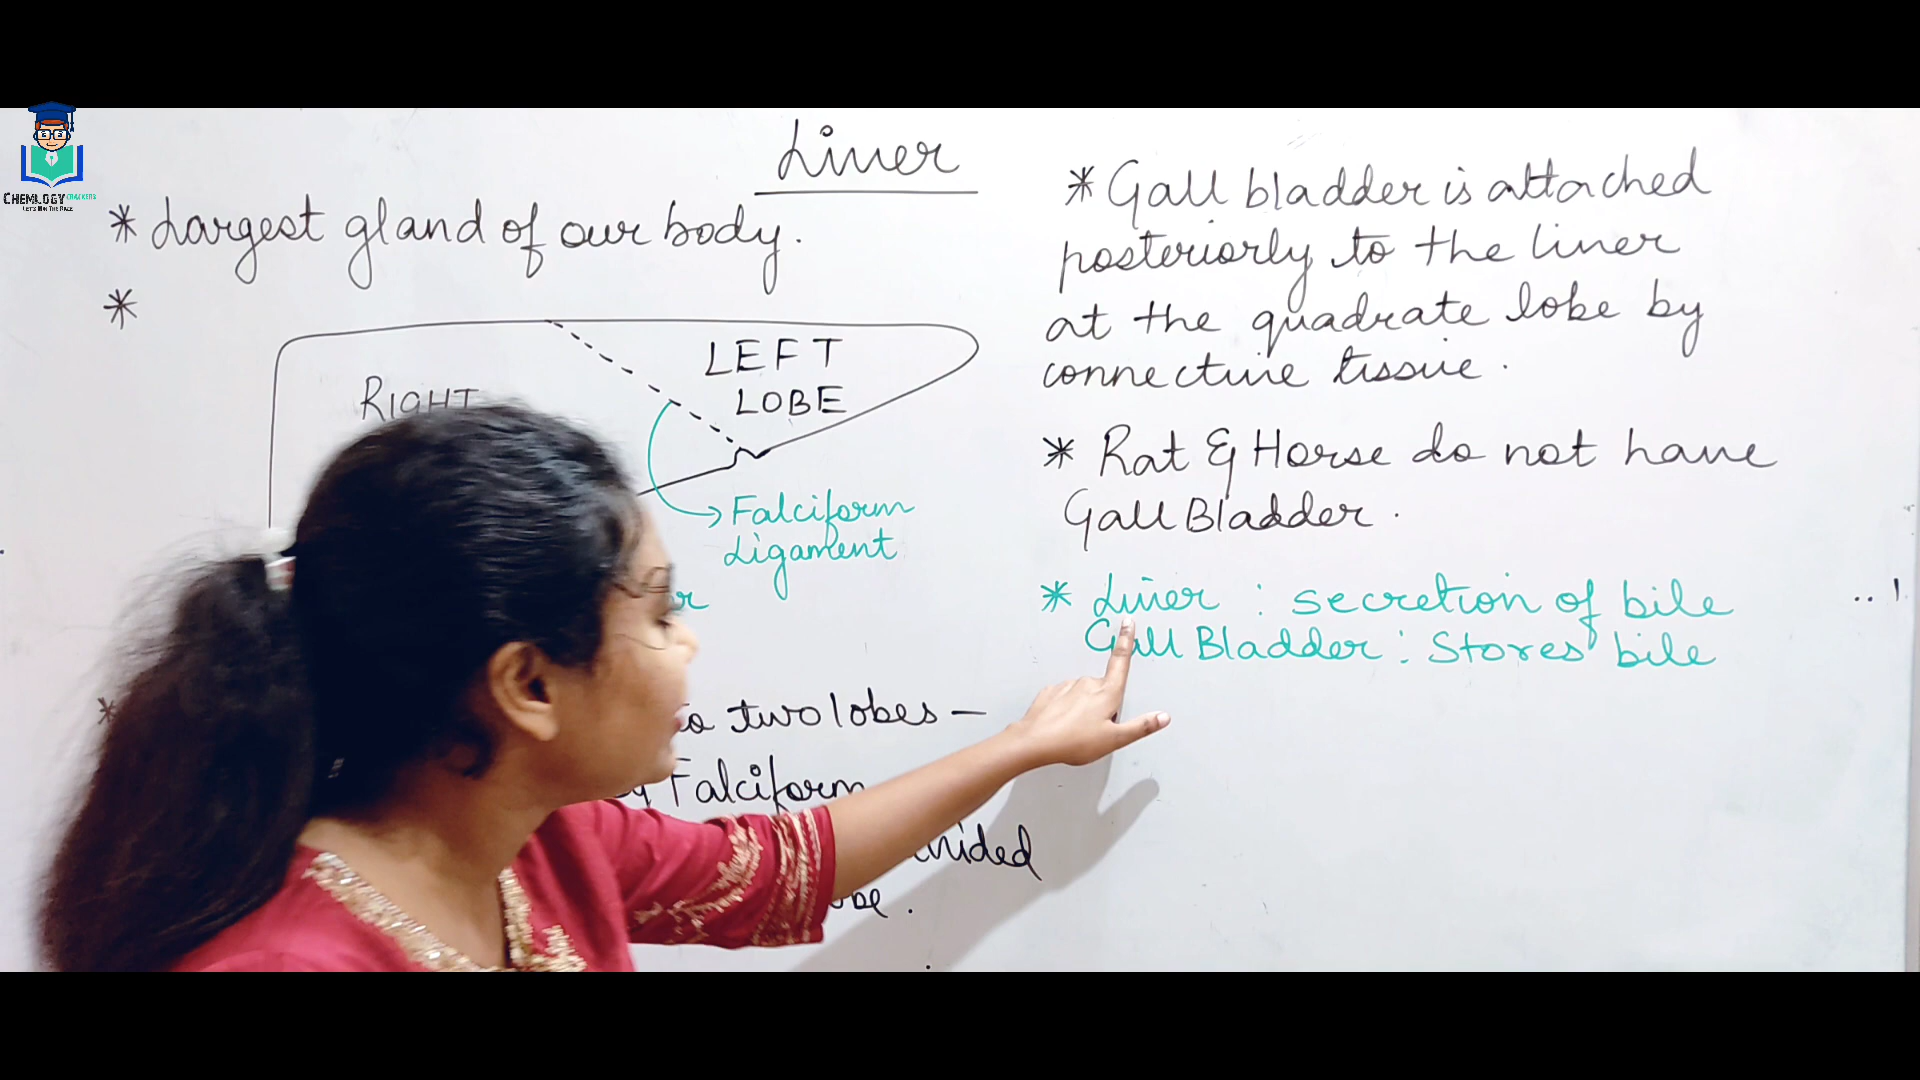 CHEMLOGY CRACKERS
Liver
* Largest gland of our body.
*
RIGHT
LEFT
LOBE
Falciform
Ligament
two lobes –
Falciform
* Gall bladder is attached
posteriorly to the liver
at the quadrate lobe by
connective tissue.
* Rat & Horse do not have
Gall Bladder.
* Liver : secretion of bile
Gall Bladder : Stores bile